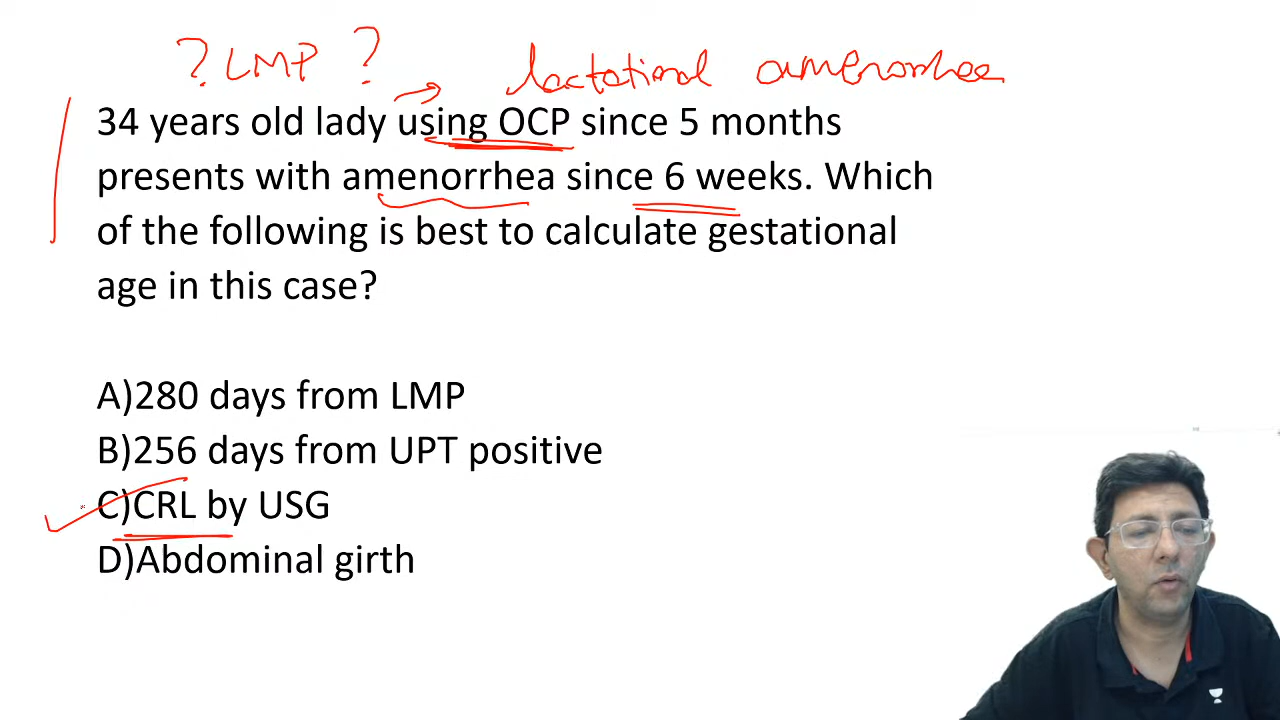 ? LMP ? lactational amenorrhea
34 years old lady using OCP since 5 months
presents with amenorrhea since 6 weeks. Which
of the following is best to calculate gestational
age in this case?
A)280 days from LMP
B)256 days from UPT positive
C)CRL by USG
D)Abdominal girth